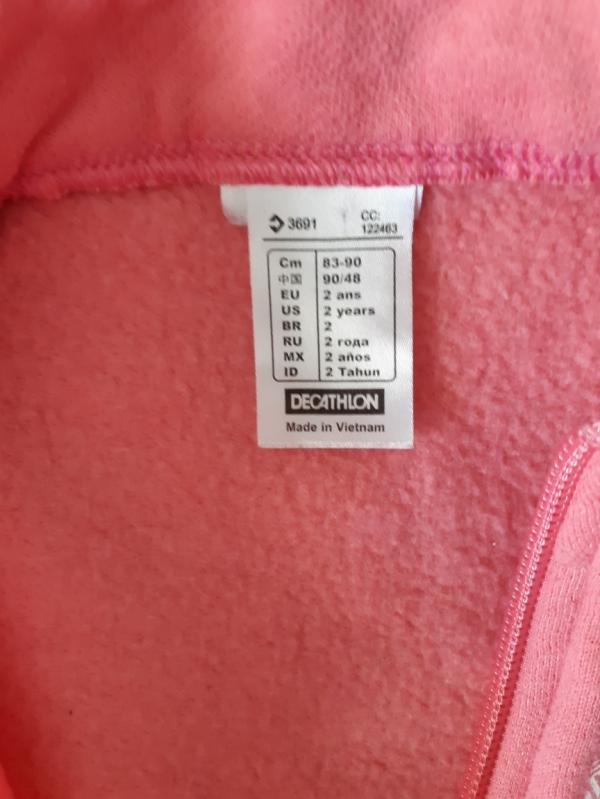 3691 CC:
122463
Cm 83-90
中国 90/48
EU 2 ans
US 2 years
BR 2
RU 2 года
MX 2 años
ID 2 Tahun
DECATHLON
Made in Vietnam